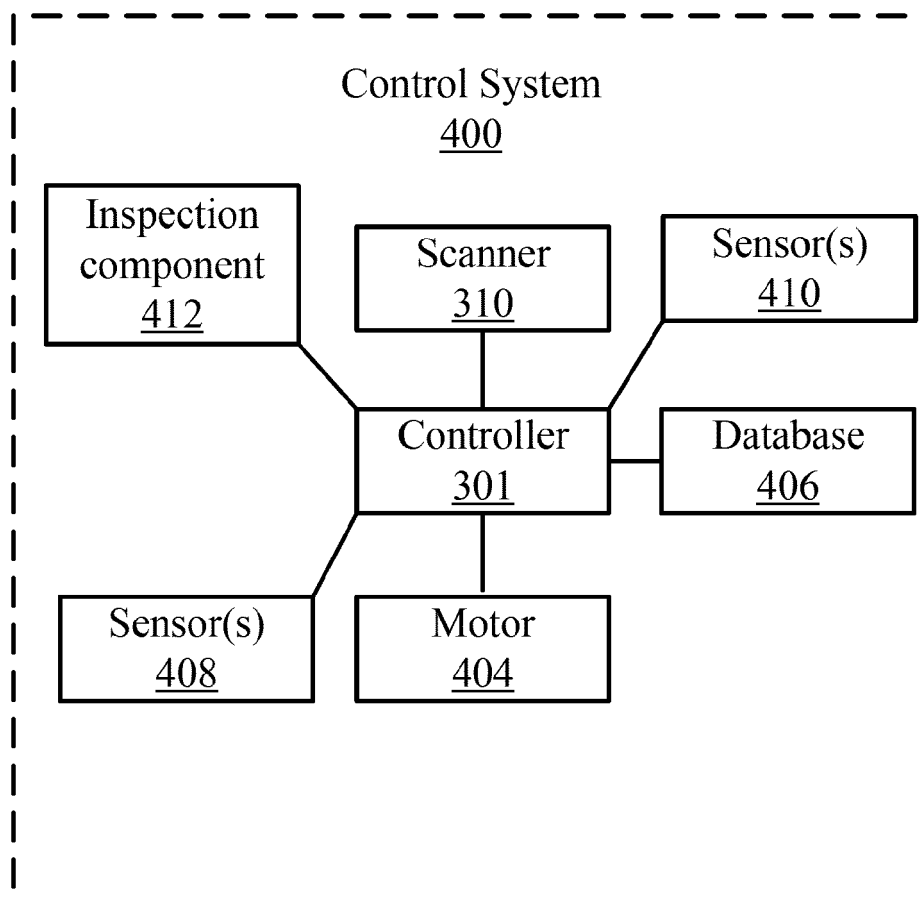 Control System
400
Inspection
component
412
Scanner
310
Sensor(s)
410
Controller
301
Database
406
Sensor(s)
408
Motor
404